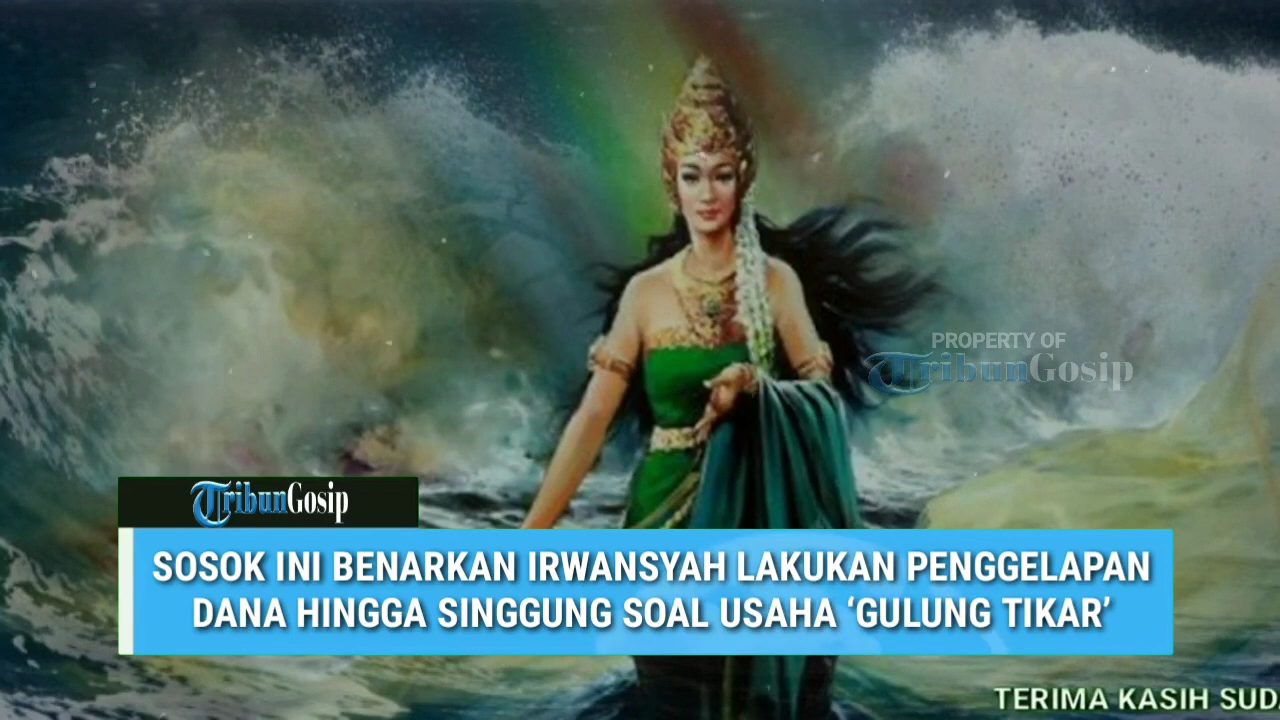 PROPERTY OF
TribunGosip
TribunGosip
SOSOK INI BENARKAN IRWANSYAH LAKUKAN PENGGELAPAN
DANA HINGGA SINGGUNG SOAL USAHA ‘GULUNG TIKAR’
TERIMA KASIH